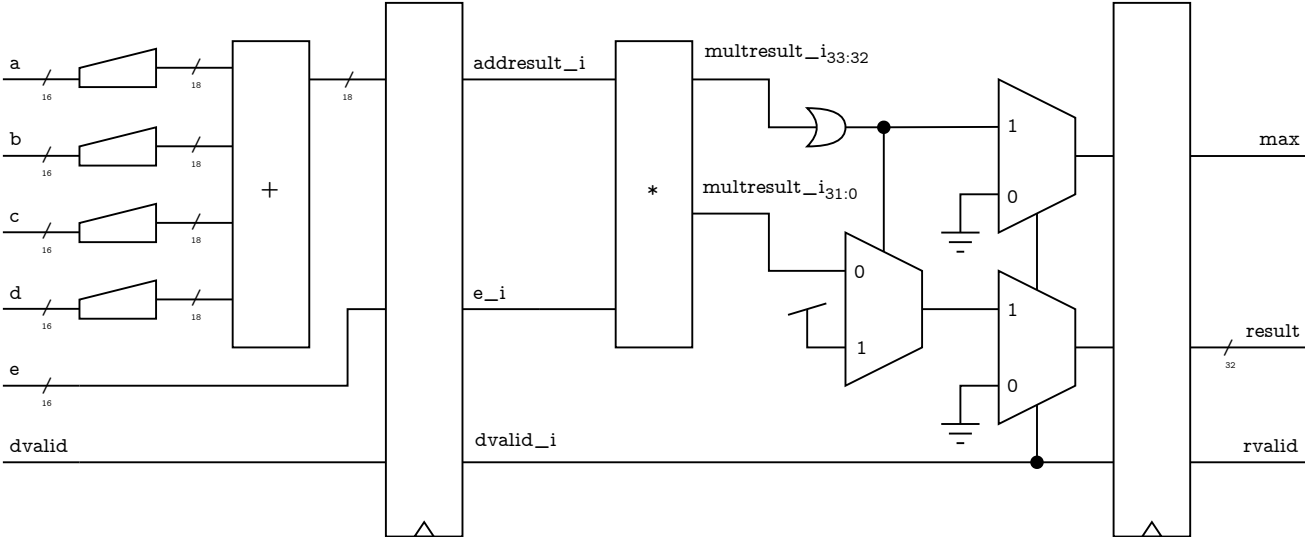 a
16
18
b
16
18
c
16
18
d
16
18
e
16
dvalid
+
18
addresult_i
e_i
dvalid_i
*
multresult_i33:32
multresult_i31:0
0
1
1
0
1
0
max
result
32
rvalid